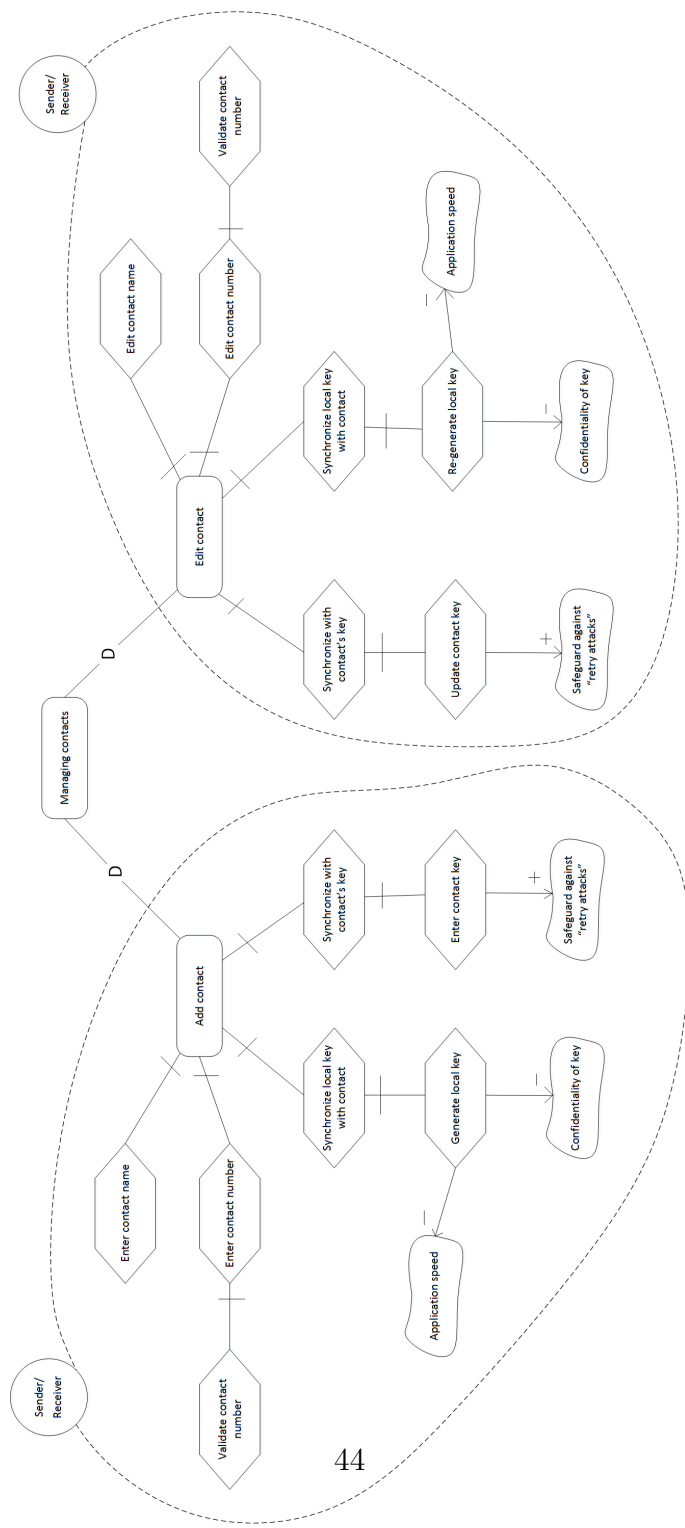 Sender/
Receiver
Sender/
Receiver
Managing contacts
D
D
Add contact
Edit contact
Enter contact name
Edit contact name
Validate contact
number
Enter contact number
Edit contact number
Validate contact
number
Synchronize local key
with contact
Synchronize with
contact's key
Synchronize with
contact's key
Synchronize local key
with contact
Application speed
–
Generate local key
Enter contact key
Update contact key
Re-generate local key
–
Application speed
–
+
+
–
Confidentiality of key
Safeguard against
"retry attacks"
Safeguard against
"retry attacks"
Confidentiality of key
44